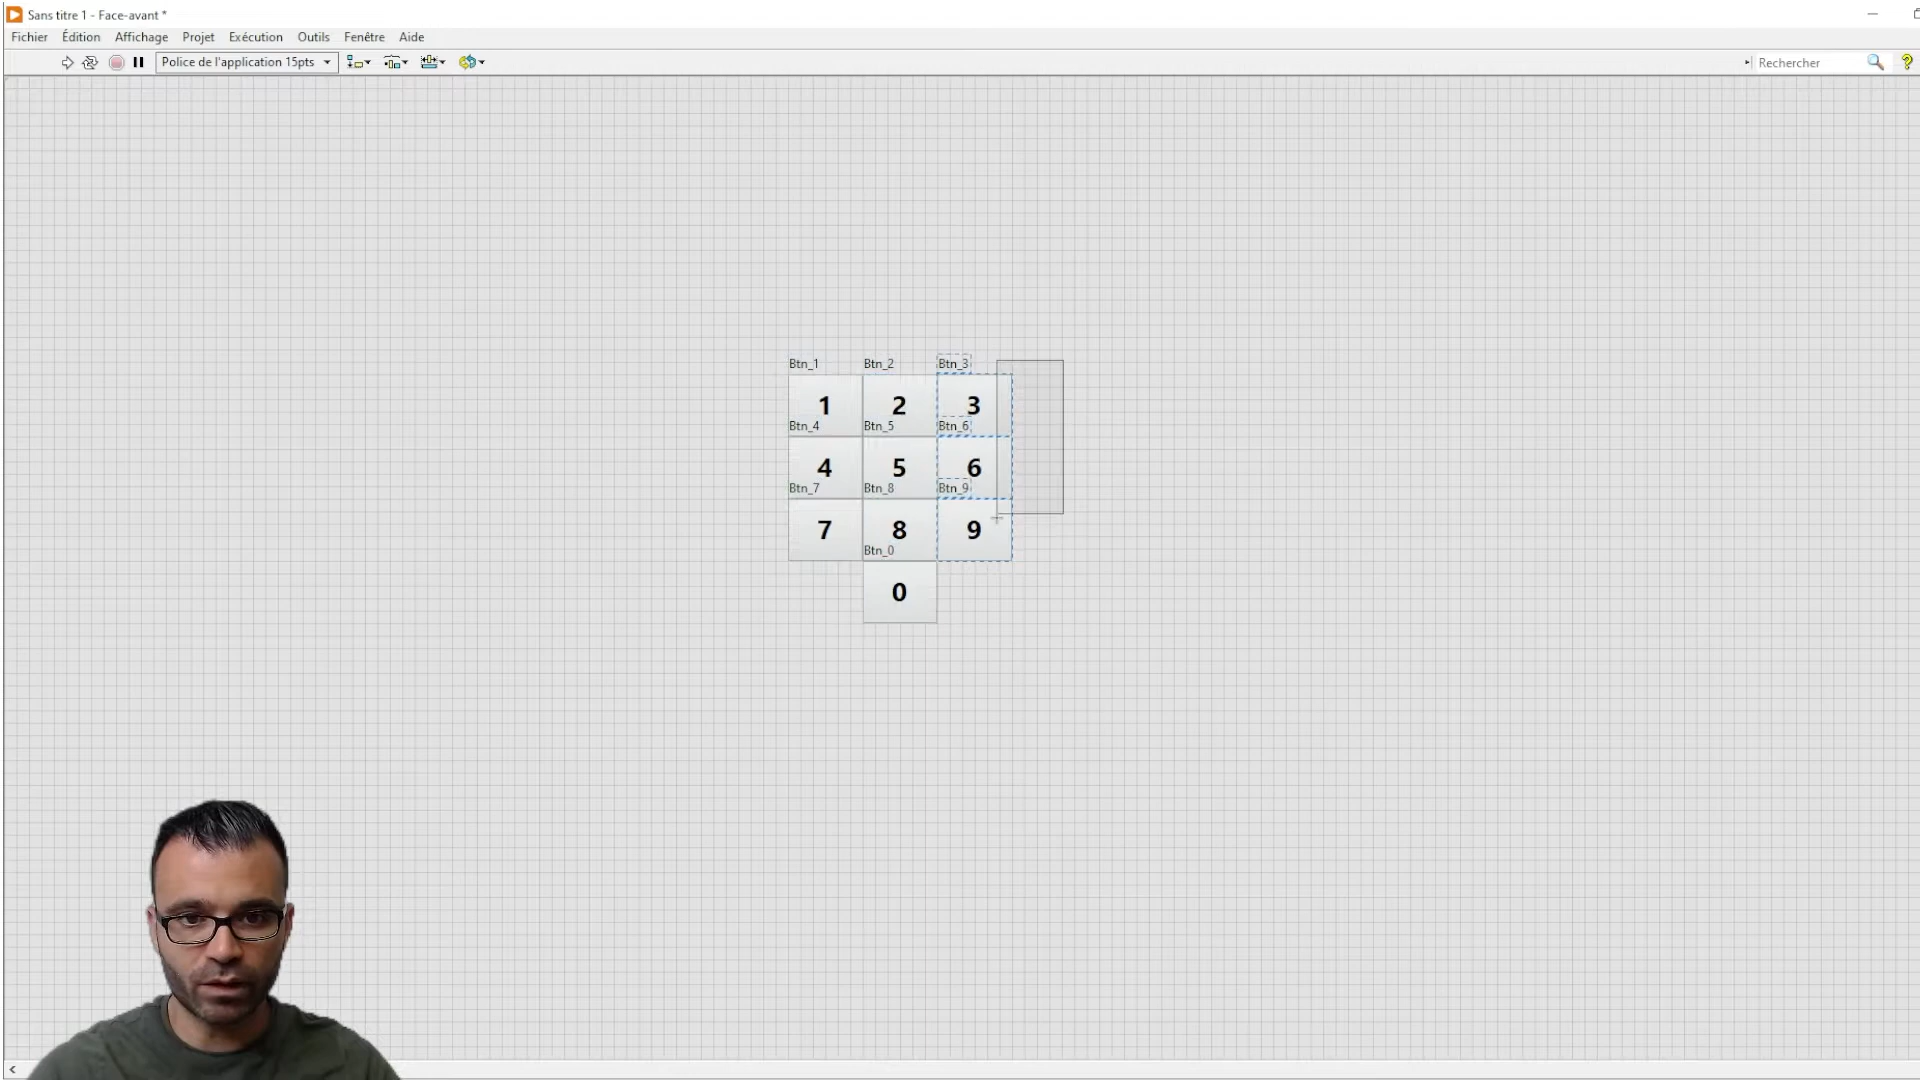 Sans titre 1 - Face-avant *
Fichier Édition Affichage Projet Exécution Outils Fenêtre Aide
Police de l'application 15pts
Rechercher
?
Btn_1 Btn_2 Btn_3
1 2 3
Btn_4 Btn_5 Btn_6
4 5 6
Btn_7 Btn_8 Btn_9
7 8 9
Btn_0
0